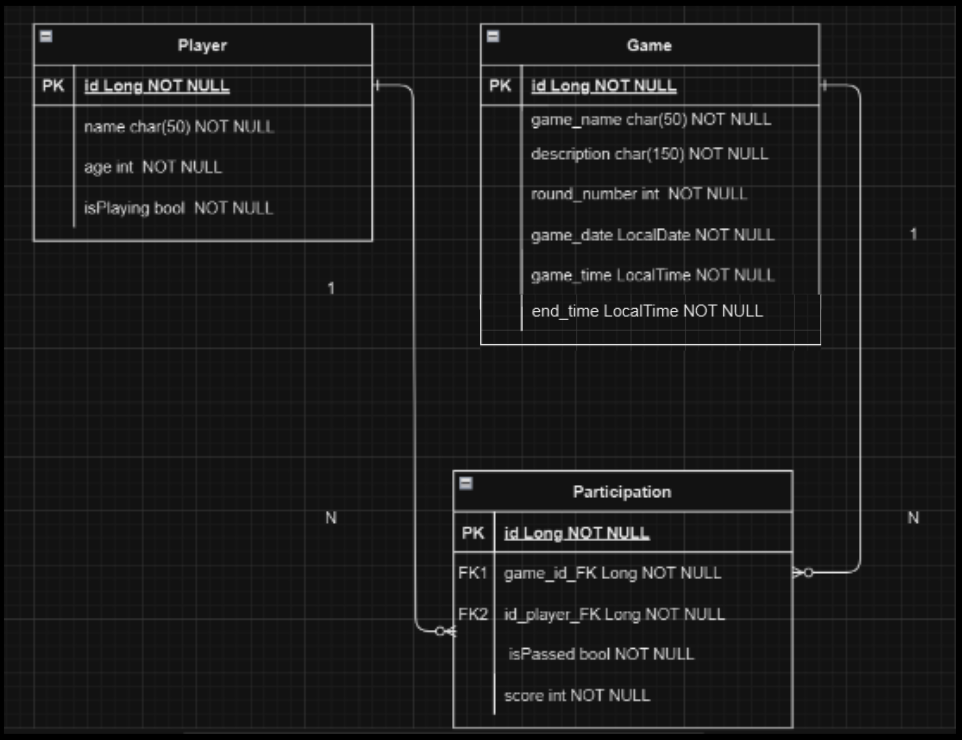 Player
PK id Long NOT NULL
name char(50) NOT NULL
age int NOT NULL
isPlaying bool NOT NULL
1
Game
PK id Long NOT NULL
game_name char(50) NOT NULL
description char(150) NOT NULL
round_number int NOT NULL
game_date LocalDate NOT NULL
game_time LocalTime NOT NULL
end_time LocalTime NOT NULL
1
N
Participation
PK id Long NOT NULL
FK1 game_id_FK Long NOT NULL
FK2 id_player_FK Long NOT NULL
isPassed bool NOT NULL
score int NOT NULL
N